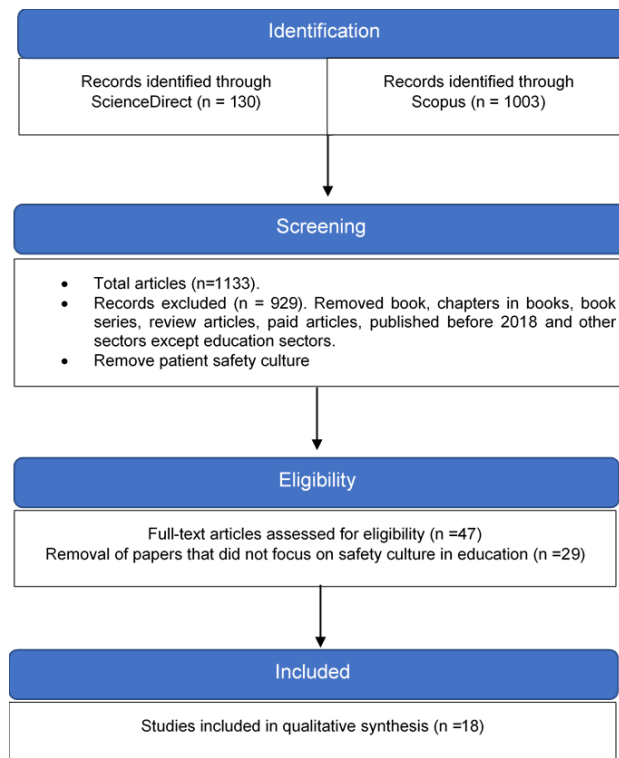 Identification
Records identified through
ScienceDirect (n = 130)
Records identified through
Scopus (n = 1003)
Screening
• Total articles (n=1133).
• Records excluded (n = 929). Removed book, chapters in books, book
series, review articles, paid articles, published before 2018 and other
sectors except education sectors.
• Remove patient safety culture
Eligibility
Full-text articles assessed for eligibility (n =47)
Removal of papers that did not focus on safety culture in education (n =29)
Included
Studies included in qualitative synthesis (n =18)